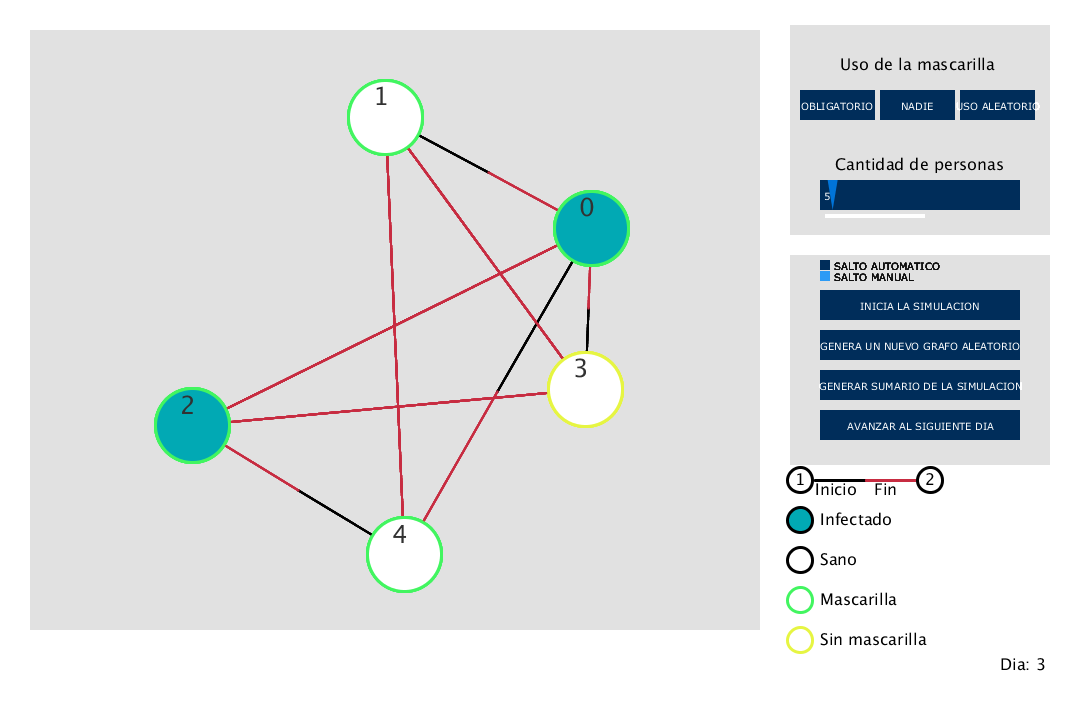 1
0
3
2
4
Uso de la mascarilla
OBLIGATORIO
NADIE
USO ALEATORIO
Cantidad de personas
5
SALTO AUTOMATICO
SALTO MANUAL
INICIA LA SIMULACION
GENERA UN NUEVO GRAFO ALEATORIO
GENERAR SUMARIO DE LA SIMULACION
AVANZAR AL SIGUIENTE DIA
1 Inicio Fin 2
Infectado
Sano
Mascarilla
Sin mascarilla
Dia: 3